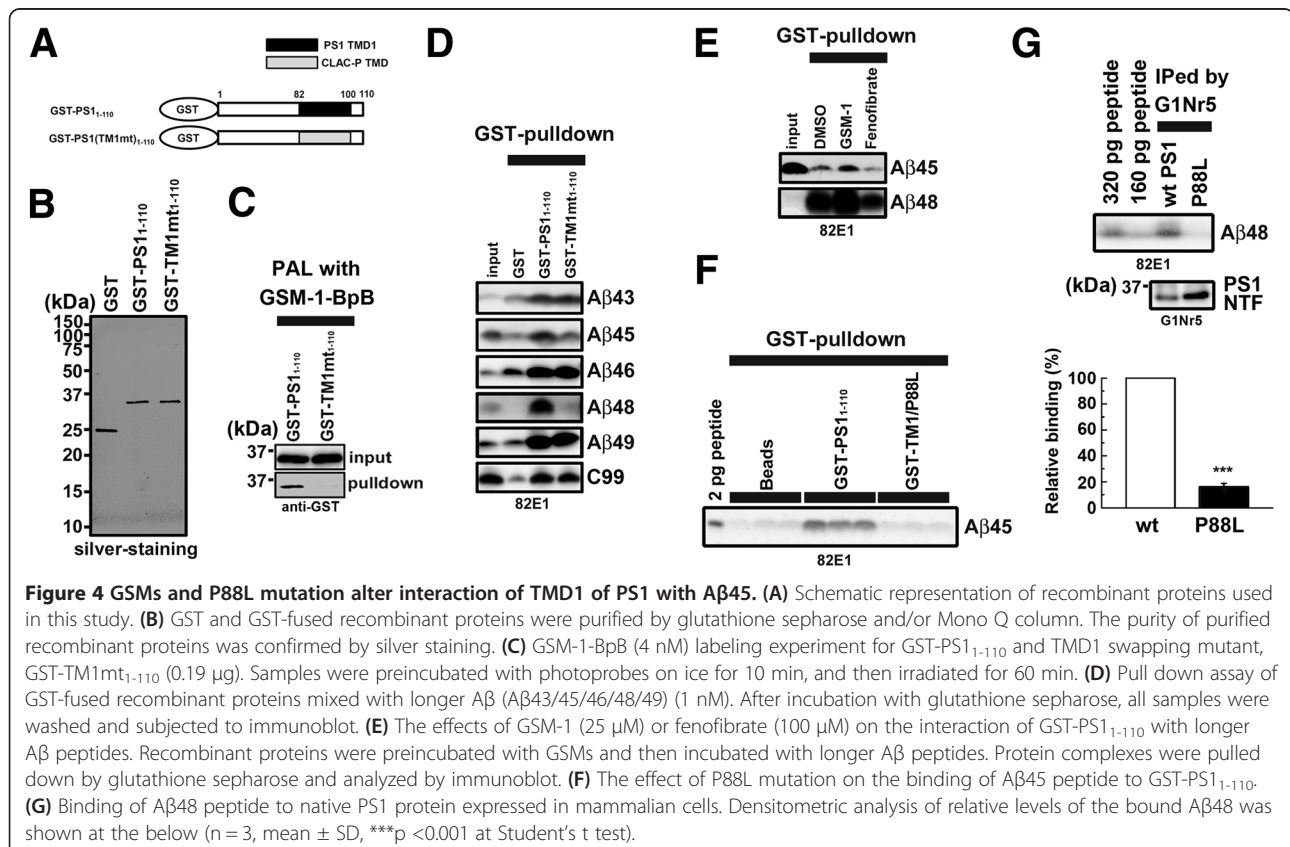 A
PS1 TMD1
CLAC-P TMD
1 82 100 110
GST-PS1₁₋₁₁₀ GST
GST-PS1(TM1mt)₁₋₁₁₀ GST
B
GST
GST-PS1₁₋₁₁₀
GST-TM1mt₁₋₁₁₀
(kDa)
150
100
75
50
37
25
20
15
10
silver-staining
C
PAL with
GSM-1-BpB
GST-PS1₁₋₁₁₀
GST-TM1mt₁₋₁₁₀
(kDa)
37 input
37 pulldown
anti-GST
D
GST-pulldown
input
GST
GST-PS1₁₋₁₁₀
GST-TM1mt₁₋₁₁₀
Aβ43
Aβ45
Aβ46
Aβ48
Aβ49
C99
82E1
E
GST-pulldown
input
DMSO
GSM-1
Fenofibrate
Aβ45
Aβ48
82E1
F
GST-pulldown
2 pg peptide
Beads
GST-PS1₁₋₁₁₀
GST-TM1/P88L
Aβ45
82E1
G
IPed by
G1Nr5
320 pg peptide
160 pg peptide
wt PS1
P88L
Aβ48
82E1
(kDa) 37 PS1
NTF
G1Nr5
Relative binding (%)
100
80
60
40
20
0
***
wt P88L
Figure 4 GSMs and P88L mutation alter interaction of TMD1 of PS1 with Aβ45. (A) Schematic representation of recombinant proteins used
in this study. (B) GST and GST-fused recombinant proteins were purified by glutathione sepharose and/or Mono Q column. The purity of purified
recombinant proteins was confirmed by silver staining. (C) GSM-1-BpB (4 nM) labeling experiment for GST-PS1₁₋₁₁₀ and TMD1 swapping mutant,
GST-TM1mt₁₋₁₁₀ (0.19 μg). Samples were preincubated with photoprobes on ice for 10 min, and then irradiated for 60 min. (D) Pull down assay of
GST-fused recombinant proteins mixed with longer Aβ (Aβ43/45/46/48/49) (1 nM). After incubation with glutathione sepharose, all samples were
washed and subjected to immunoblot. (E) The effects of GSM-1 (25 μM) or fenofibrate (100 μM) on the interaction of GST-PS1₁₋₁₁₀ with longer
Aβ peptides. Recombinant proteins were preincubated with GSMs and then incubated with longer Aβ peptides. Protein complexes were pulled
down by glutathione sepharose and analyzed by immunoblot. (F) The effect of P88L mutation on the binding of Aβ45 peptide to GST-PS1₁₋₁₁₀.
(G) Binding of Aβ48 peptide to native PS1 protein expressed in mammalian cells. Densitometric analysis of relative levels of the bound Aβ48 was
shown at the below (n = 3, mean ± SD, ***p <0.001 at Student's t test).